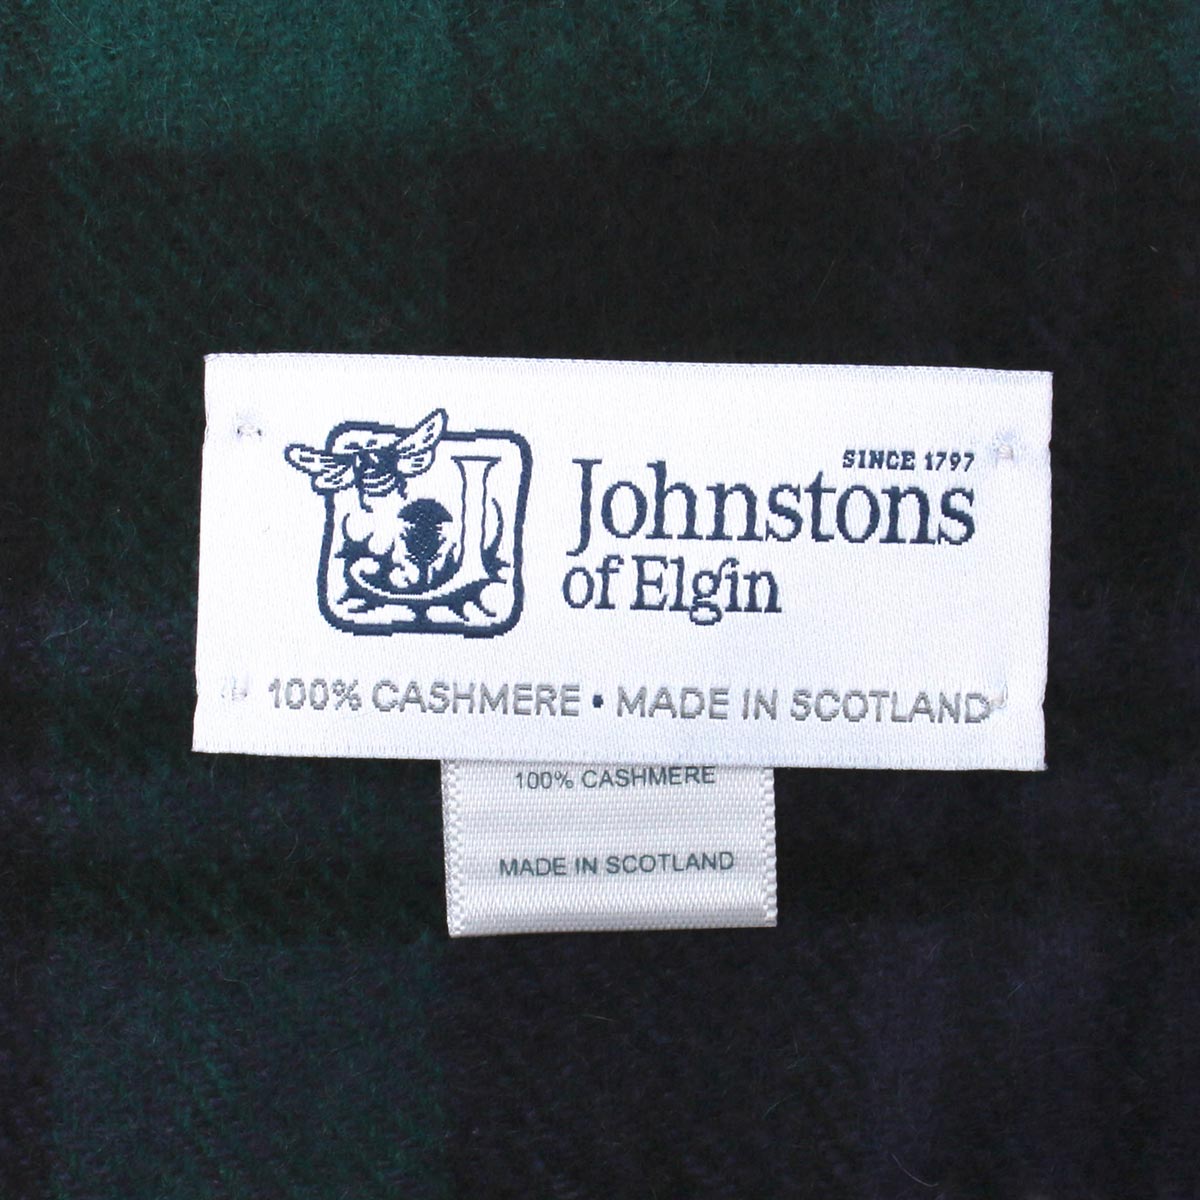 SINCE 1797
Johnstons
of Elgin
100% CASHMERE • MADE IN SCOTLAND
100% CASHMERE
MADE IN SCOTLAND